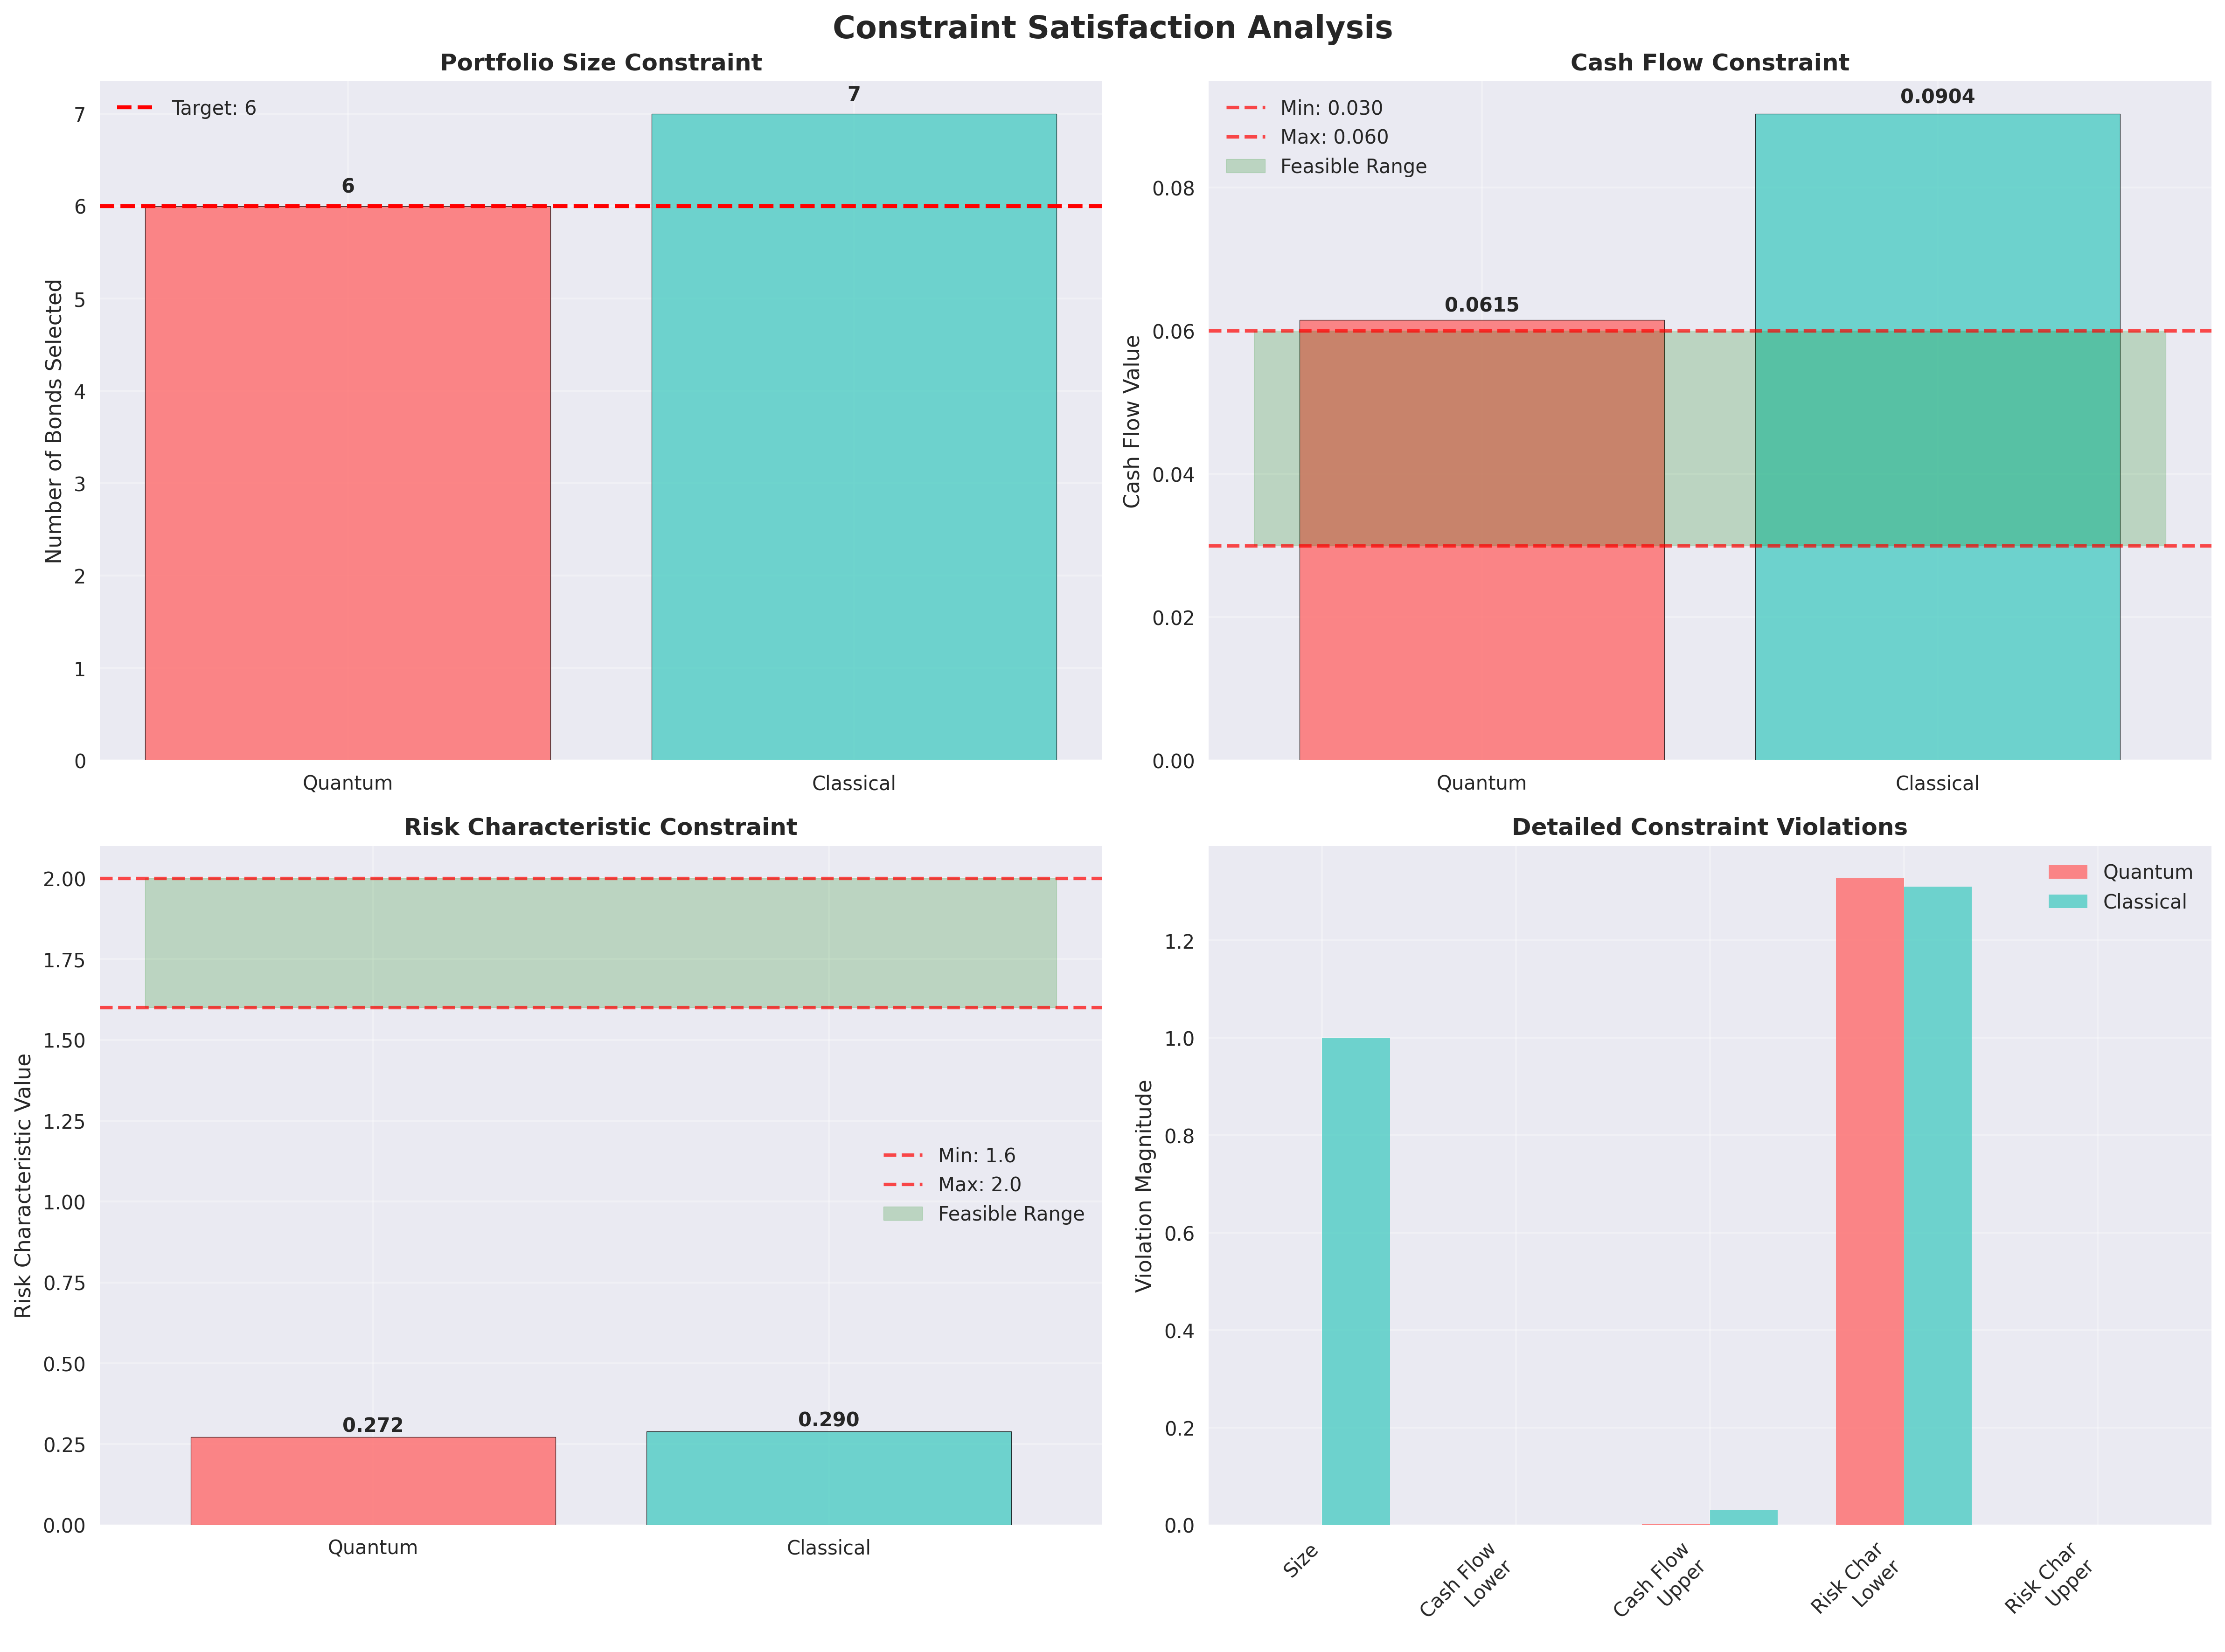 Constraint Satisfaction Analysis
Portfolio Size Constraint
Target: 6
7
6
7
6
5
4
3
2
1
0
Number of Bonds Selected
Quantum
Classical
Cash Flow Constraint
Min: 0.030
Max: 0.060
Feasible Range
0.0904
0.0615
0.08
0.06
0.04
0.02
0.00
Cash Flow Value
Quantum
Classical
Risk Characteristic Constraint
2.00
1.75
1.50
1.25
1.00
0.75
0.50
0.25
0.00
Risk Characteristic Value
Min: 1.6
Max: 2.0
Feasible Range
0.272
0.290
Quantum
Classical
Detailed Constraint Violations
Quantum
Classical
1.2
1.0
0.8
0.6
0.4
0.2
0.0
Violation Magnitude
Size
Cash Flow
Lower
Cash Flow
Upper
Risk Char
Lower
Risk Char
Upper